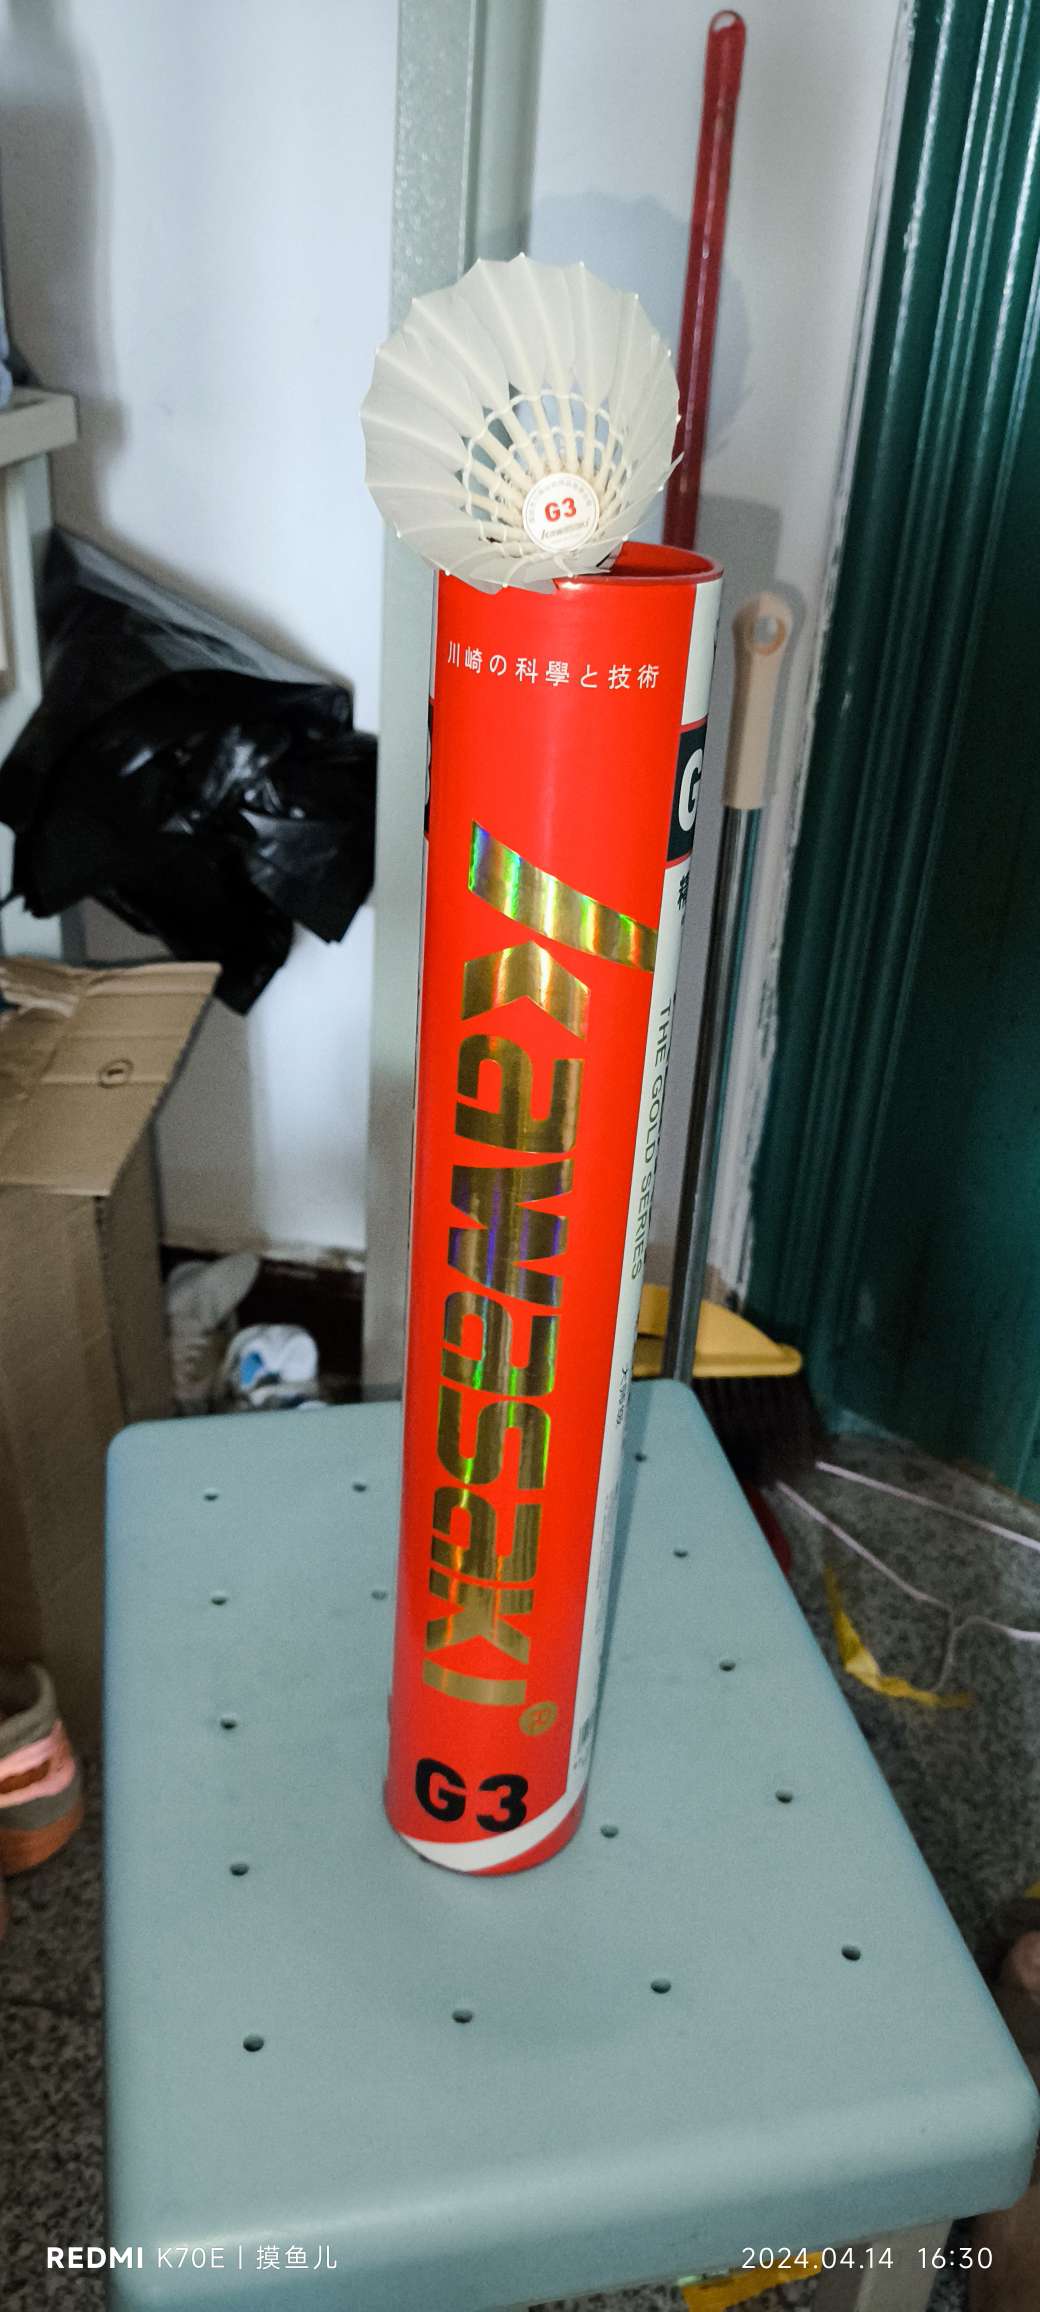 G3
Kawasaki
川崎の科學と技術
Kawasaki
R
G3
G
THE GOLD SERIES
REDMI K70E | 摸鱼儿
2024.04.14 16:30